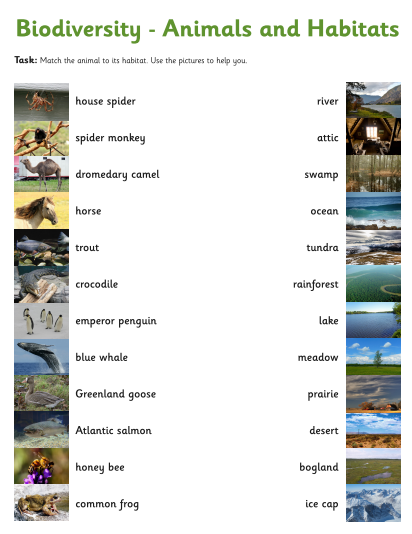 Biodiversity - Animals and Habitats
Task: Match the animal to its habitat. Use the pictures to help you.
house spider river
spider monkey attic
dromedary camel swamp
horse ocean
trout tundra
crocodile rainforest
emperor penguin lake
blue whale meadow
Greenland goose prairie
Atlantic salmon desert
honey bee bogland
common frog ice cap